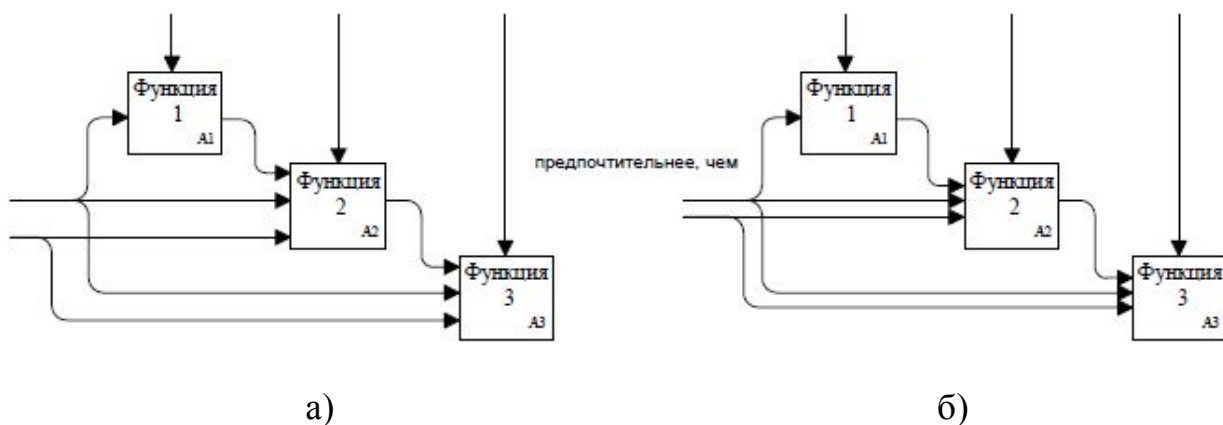 Функция
1
A1
Функция
2
A2
Функция
3
A3
предпочтительнее, чем
Функция
1
A1
Функция
2
A2
Функция
3
A3
а)
б)